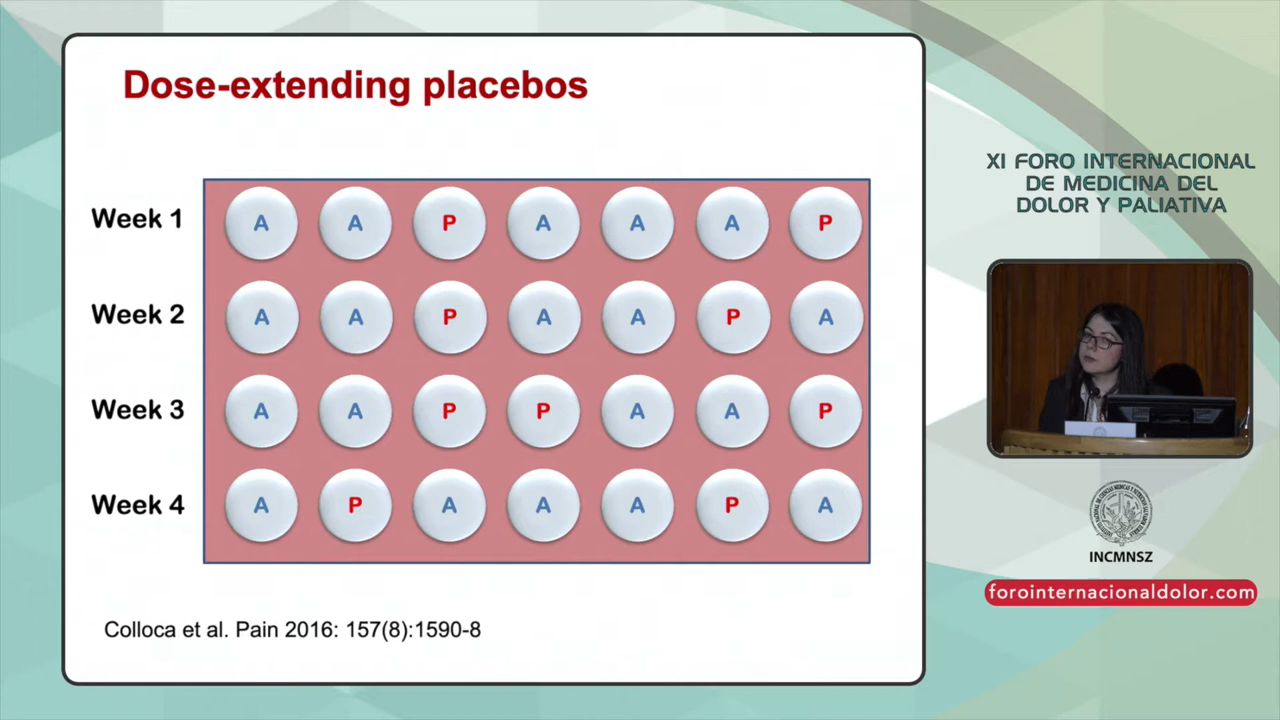 Dose-extending placebos
Week 1 A A P A A A P
Week 2 A A P A A P A
Week 3 A A P P A A P
Week 4 A P A A A P A
Colloca et al. Pain 2016: 157(8):1590-8
XI FORO INTERNACIONAL
DE MEDICINA DEL
DOLOR Y PALIATIVA
INCMNSZ
forointernacionaldolor.com